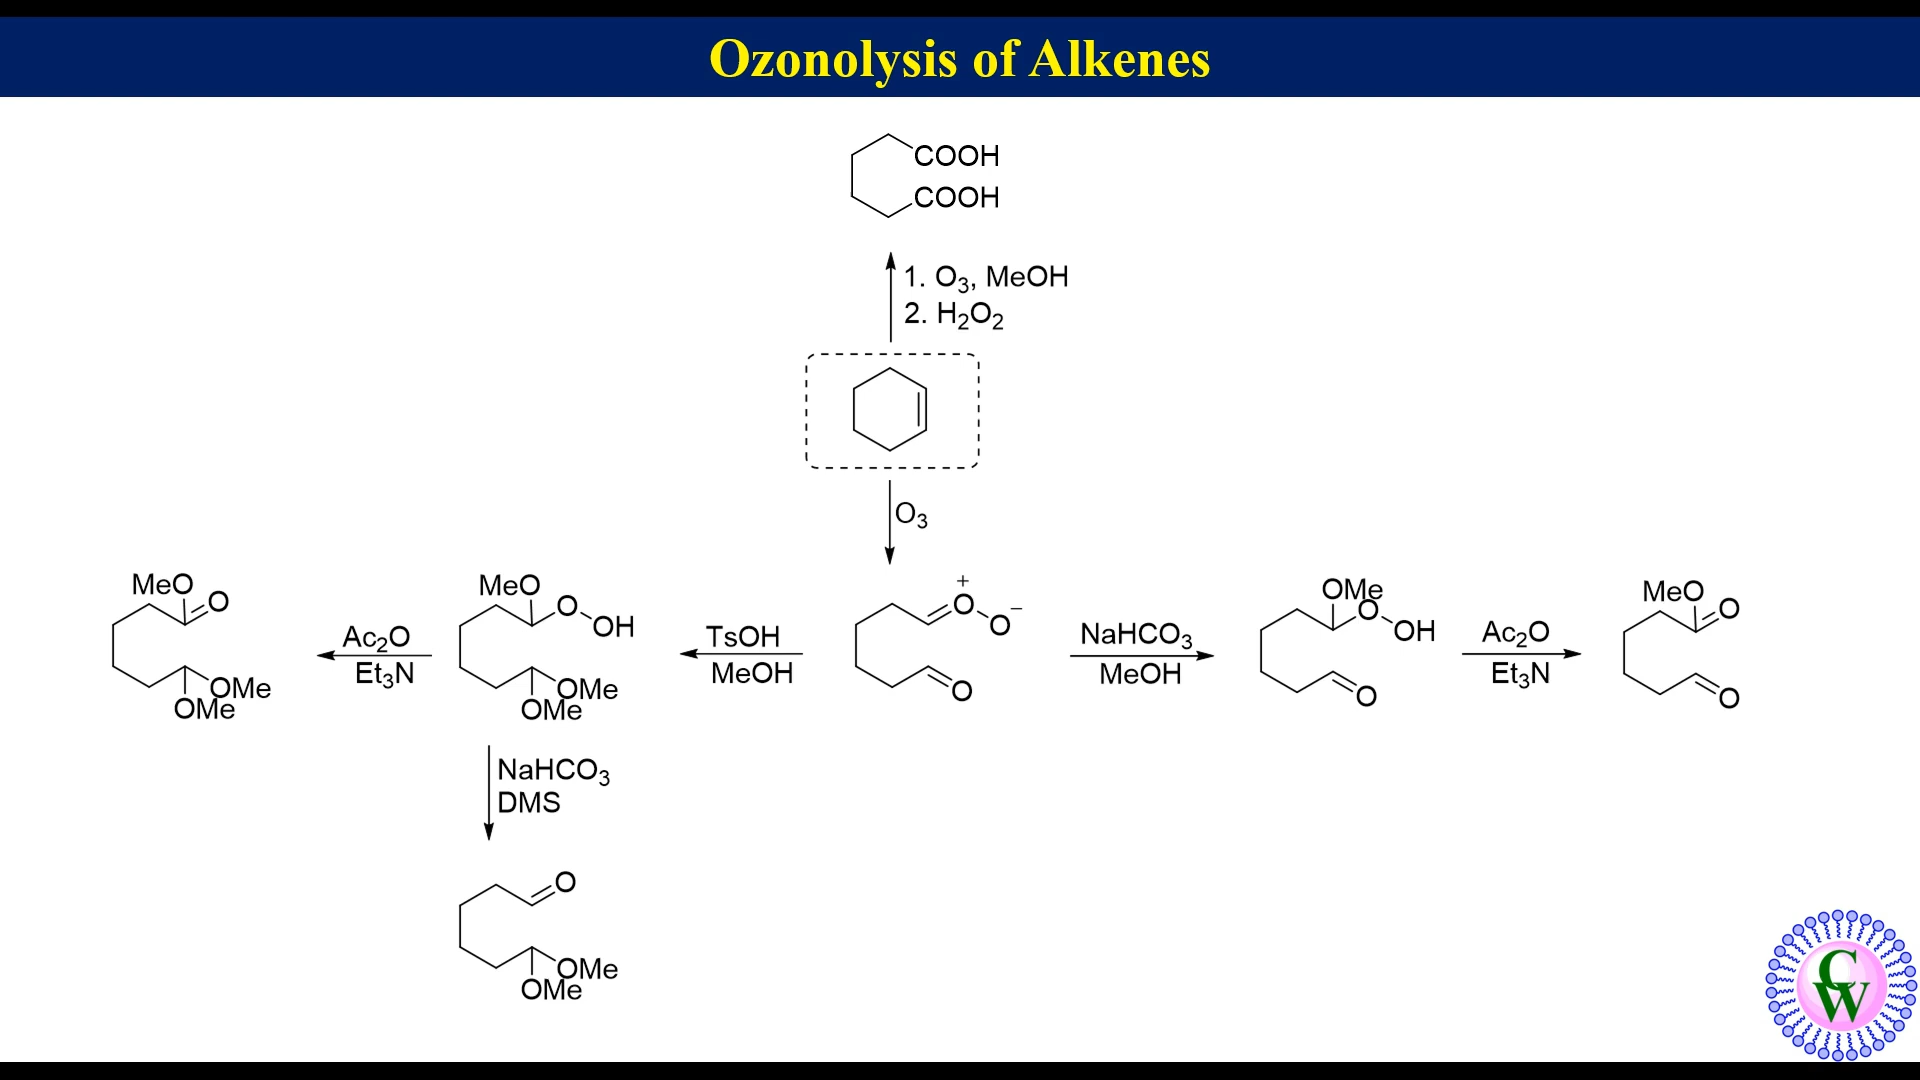 Ozonolysis of Alkenes
COOH
COOH
1. O₃, MeOH
2. H₂O₂
O₃
MeO
O
OMe
OMe
Ac₂O
Et₃N
MeO
O
OH
OMe
OMe
TsOH
MeOH
+
O
O
−
O
NaHCO₃
MeOH
OMe
O
OH
O
Ac₂O
Et₃N
MeO
O
O
NaHCO₃
DMS
O
OMe
OMe
CW